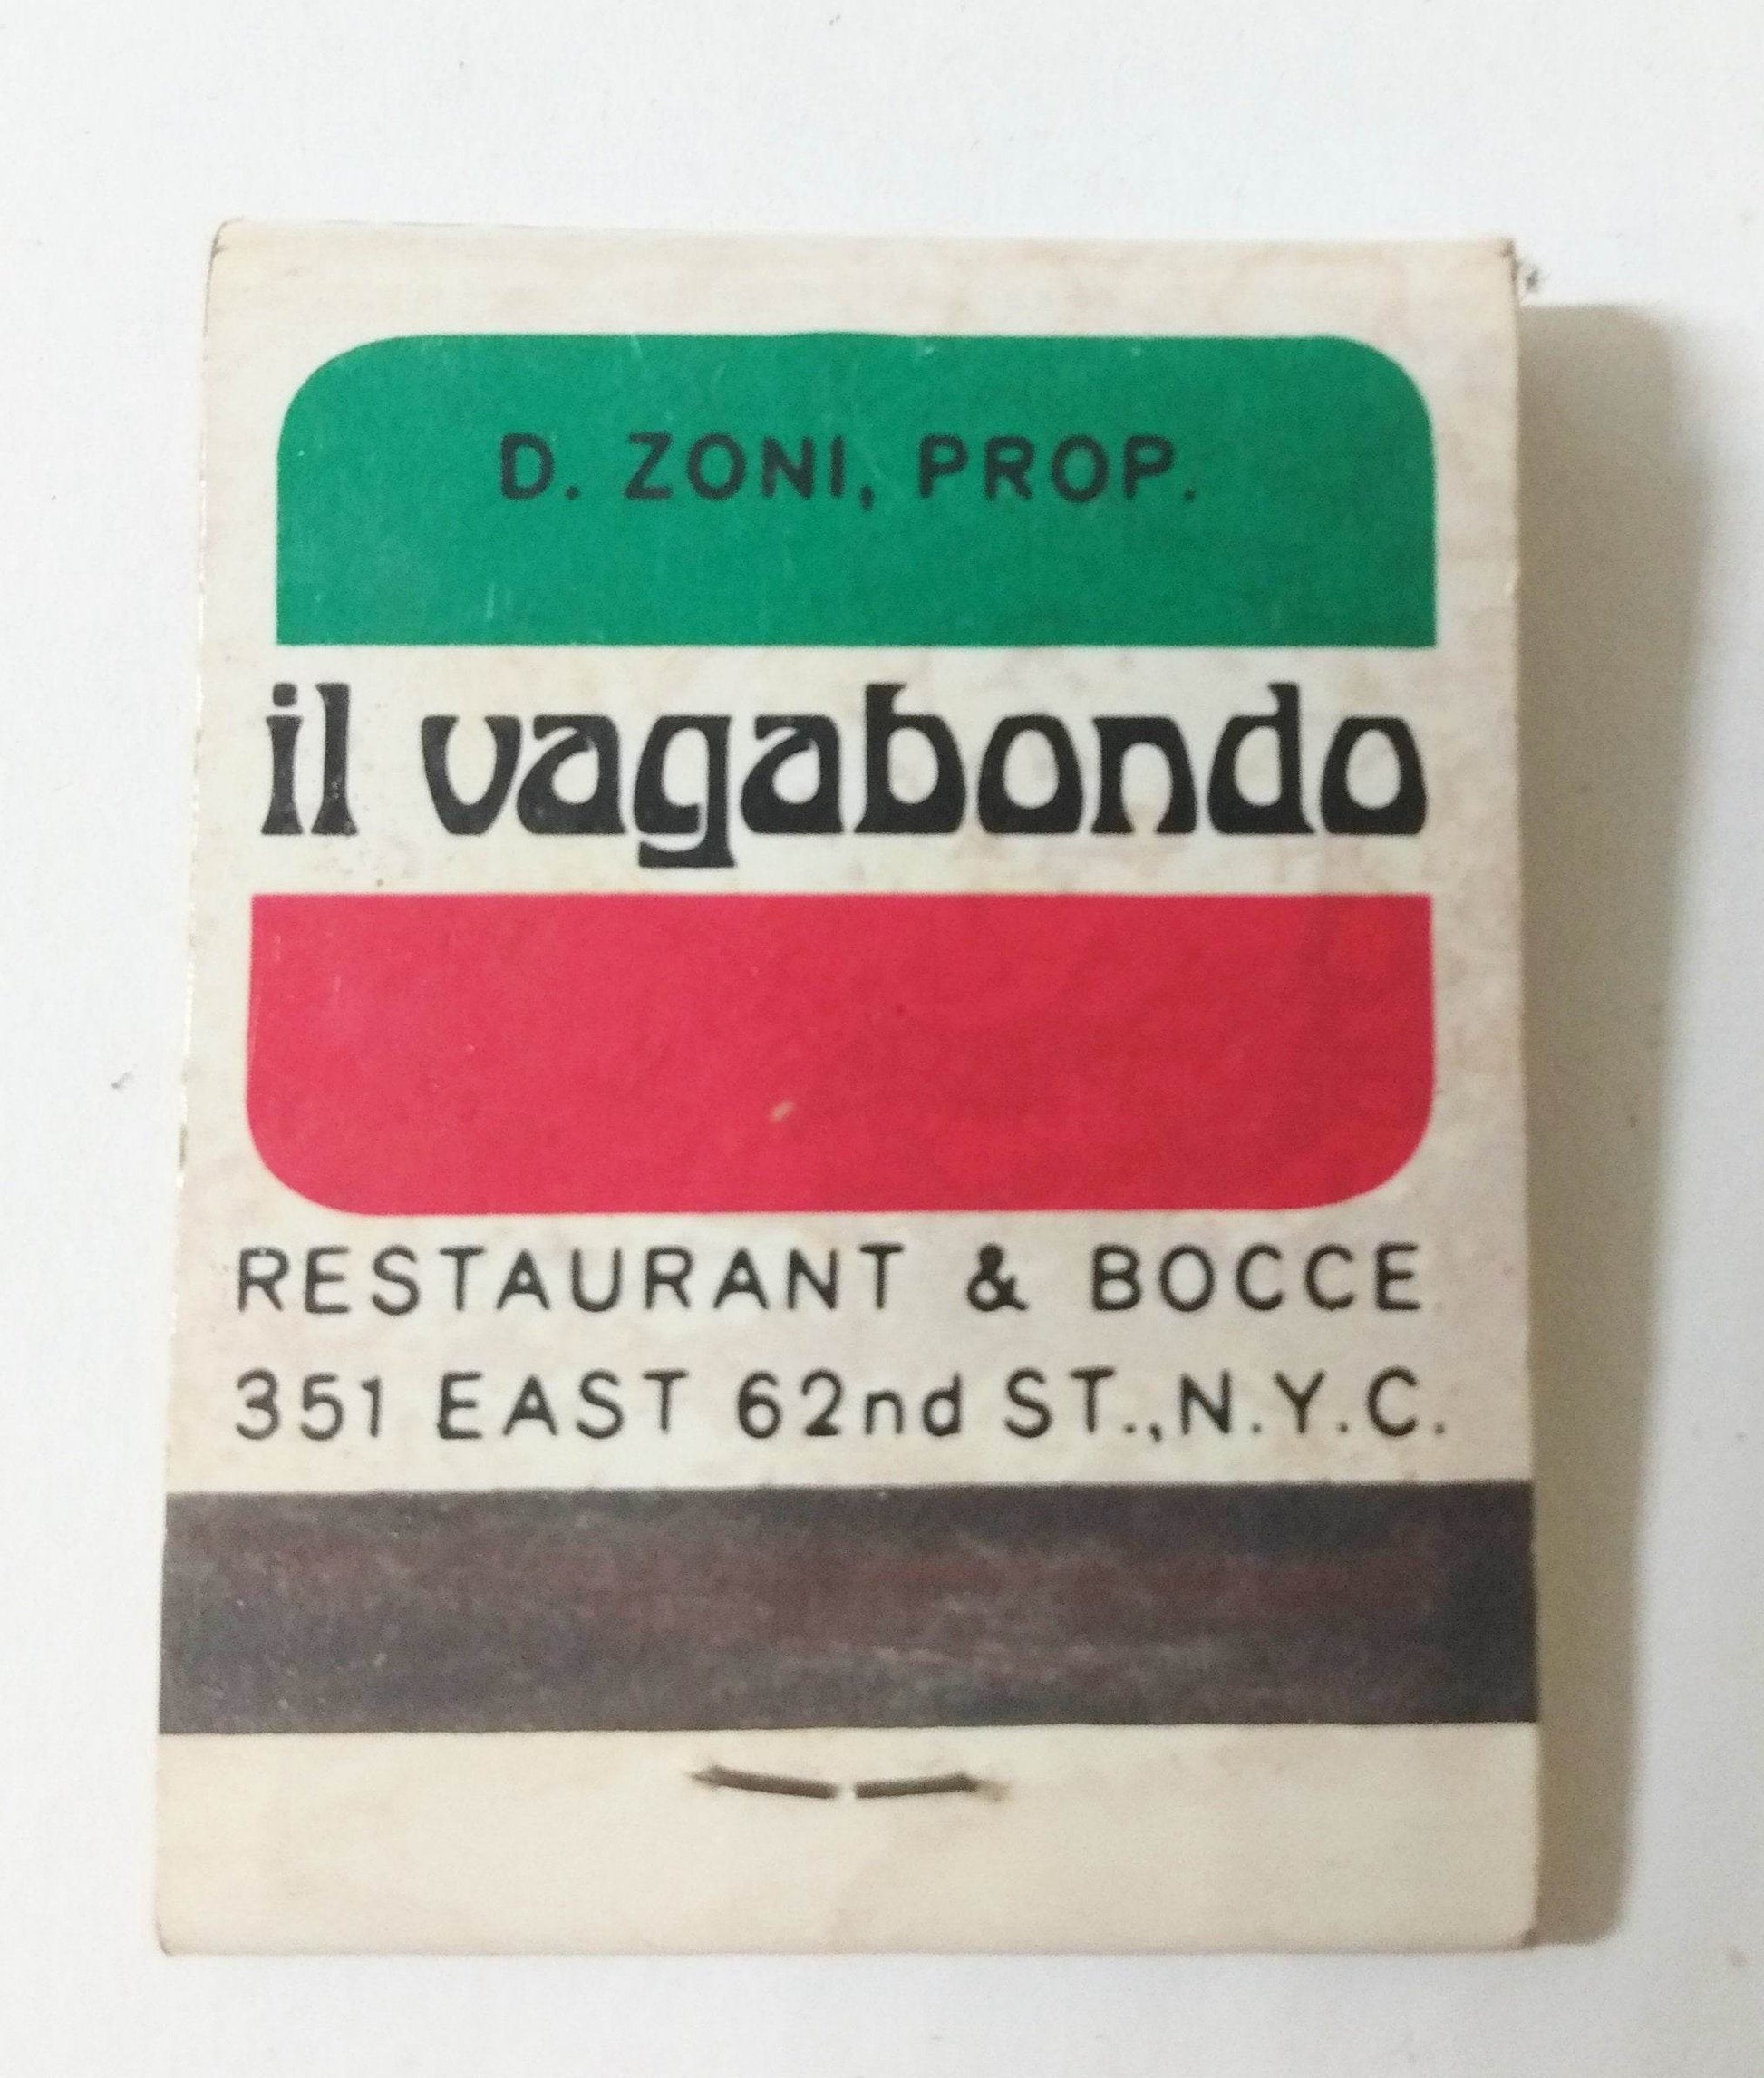 D. ZONI, PROP.
il vagabondo
RESTAURANT & BOCCE
351 EAST 62nd ST.,N.Y.C.